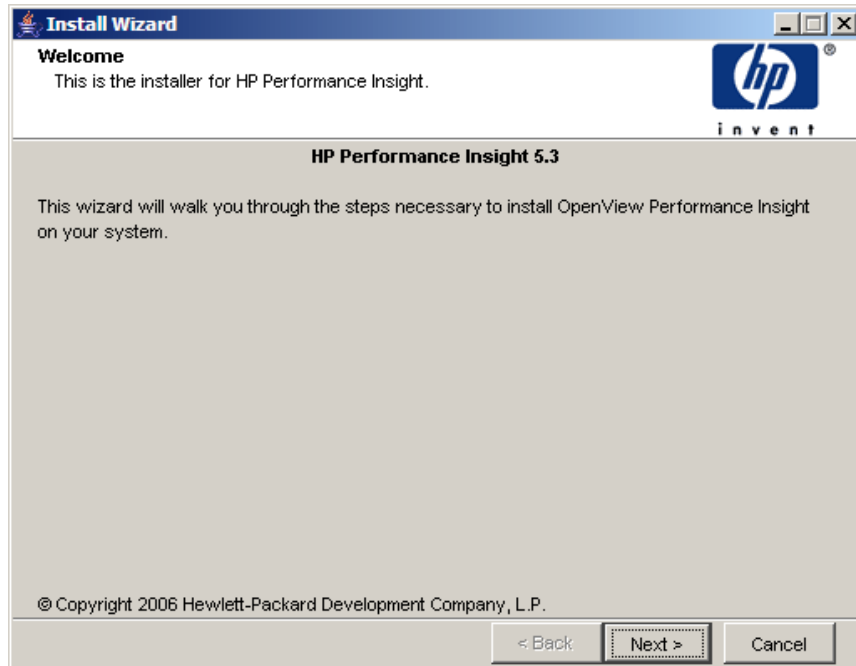 Install Wizard
Welcome
This is the installer for HP Performance Insight.
hp
®
invent
HP Performance Insight 5.3
This wizard will walk you through the steps necessary to install OpenView Performance Insight
on your system.
© Copyright 2006 Hewlett-Packard Development Company, L.P.
< Back
Next >
Cancel